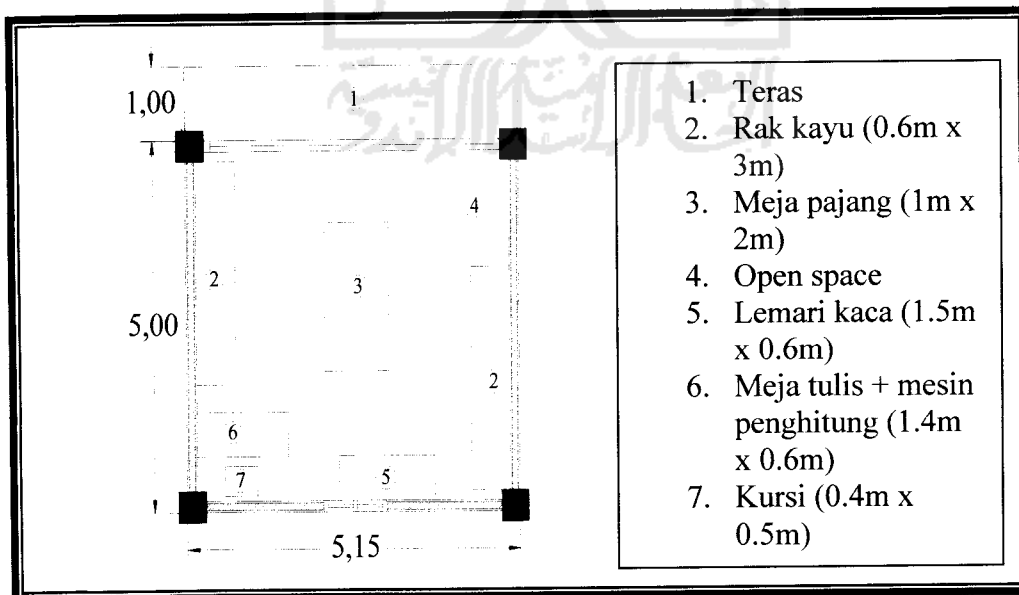 1,00
1
4
2
3
5,00
2
6
7
5
5,15
1. Teras
2. Rak kayu (0.6m x
3m)
3. Meja pajang (1m x
2m)
4. Open space
5. Lemari kaca (1.5m
x 0.6m)
6. Meja tulis + mesin
penghitung (1.4m
x 0.6m)
7. Kursi (0.4m x
0.5m)